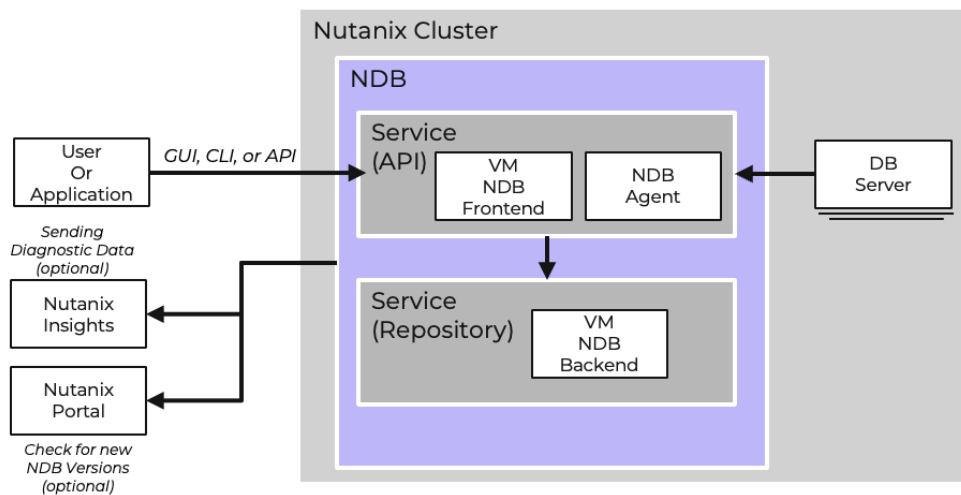 Nutanix Cluster
NDB
Service
(API)
VM
NDB
Frontend
NDB
Agent
DB
Server
User
Or
Application
GUI, CLI, or API
Sending
Diagnostic Data
(optional)
Nutanix
Insights
Nutanix
Portal
Check for new
NDB Versions
(optional)
Service
(Repository)
VM
NDB
Backend